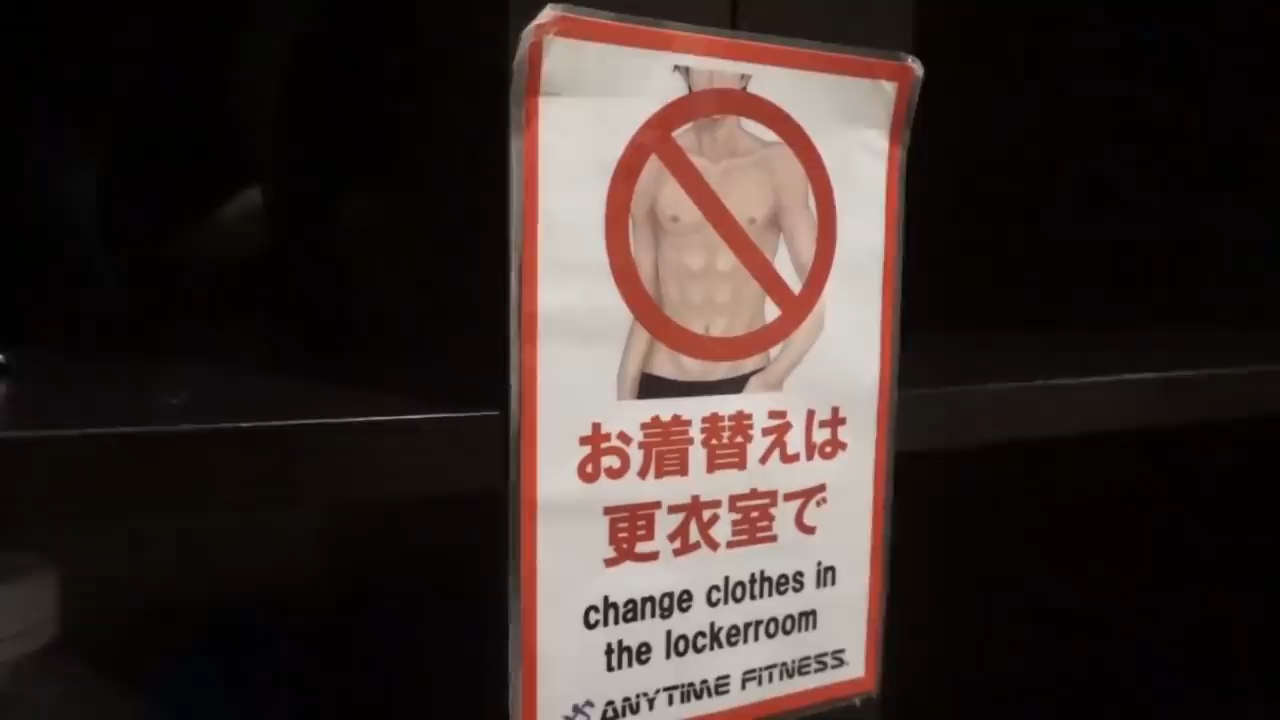 お着替えは
更衣室で
change clothes in
the lockerroom
ANYTIME FITNESS